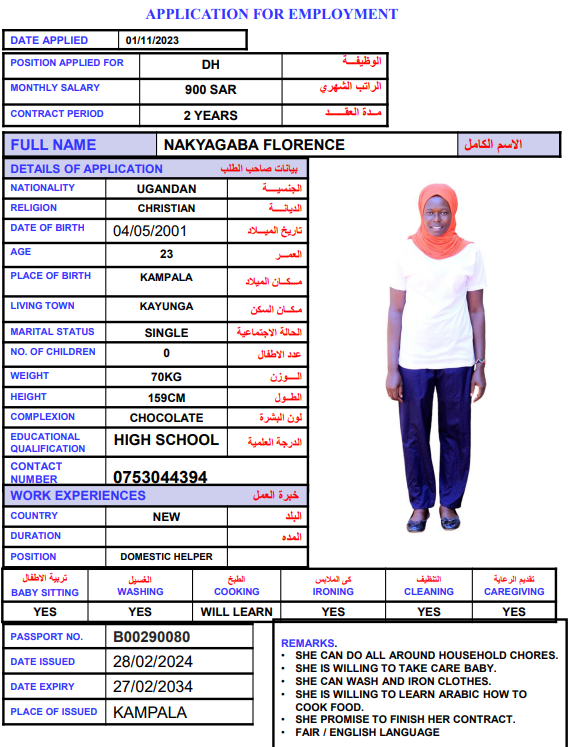 APPLICATION FOR EMPLOYMENT
DATE APPLIED 01/11/2023
POSITION APPLIED FOR DH الوظيفـــة
MONTHLY SALARY 900 SAR الراتب الشهري
CONTRACT PERIOD 2 YEARS مـدة العقــــد
FULL NAME NAKYAGABA FLORENCE الاسم الكامل
DETAILS OF APPLICATION بيانات صاحب الطلب
NATIONALITY UGANDAN الجنسيــــة
RELIGION CHRISTIAN الديانــــة
DATE OF BIRTH 04/05/2001 تاريخ الميــلاد
AGE 23 العمــر
PLACE OF BIRTH KAMPALA مـكــان الميلاد
LIVING TOWN KAYUNGA مـكــان السكن
MARITAL STATUS SINGLE الحالة الاجتماعية
NO. OF CHILDREN 0 عدد الاطفال
WEIGHT 70KG الـــوزن
HEIGHT 159CM الطــول
COMPLEXION CHOCOLATE لون البشرة
EDUCATIONAL QUALIFICATION HIGH SCHOOL الدرجة العلمية
CONTACT NUMBER 0753044394
WORK EXPERIENCES خبرة العمل
COUNTRY NEW البلد
DURATION المده
POSITION DOMESTIC HELPER
تربية الاطفال الغسيل الطبخ كى الملابس التنظيف تقديم الرعاية
BABY SITTING WASHING COOKING IRONING CLEANING CAREGIVING
YES YES WILL LEARN YES YES YES
PASSPORT NO. B00290080
DATE ISSUED 28/02/2024
DATE EXPIRY 27/02/2034
PLACE OF ISSUED KAMPALA
REMARKS.
• SHE CAN DO ALL AROUND HOUSEHOLD CHORES.
• SHE IS WILLING TO TAKE CARE BABY.
• SHE CAN WASH AND IRON CLOTHES.
• SHE IS WILLING TO LEARN ARABIC HOW TO
COOK FOOD.
• SHE PROMISE TO FINISH HER CONTRACT.
• FAIR / ENGLISH LANGUAGE